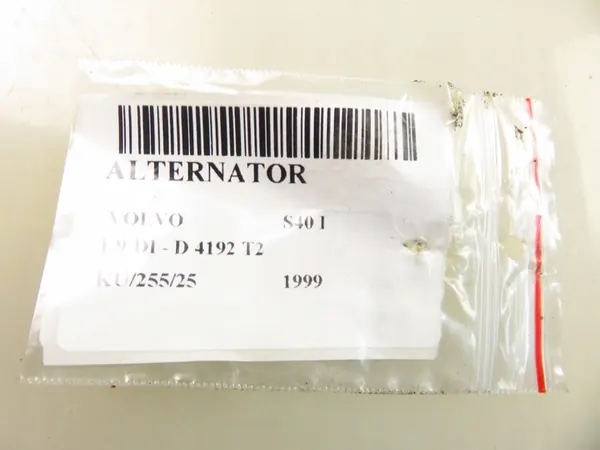 ALTERNATOR
VOLVO S40 I
1.9 DI - D 4192 T2
KU/255/25 1999